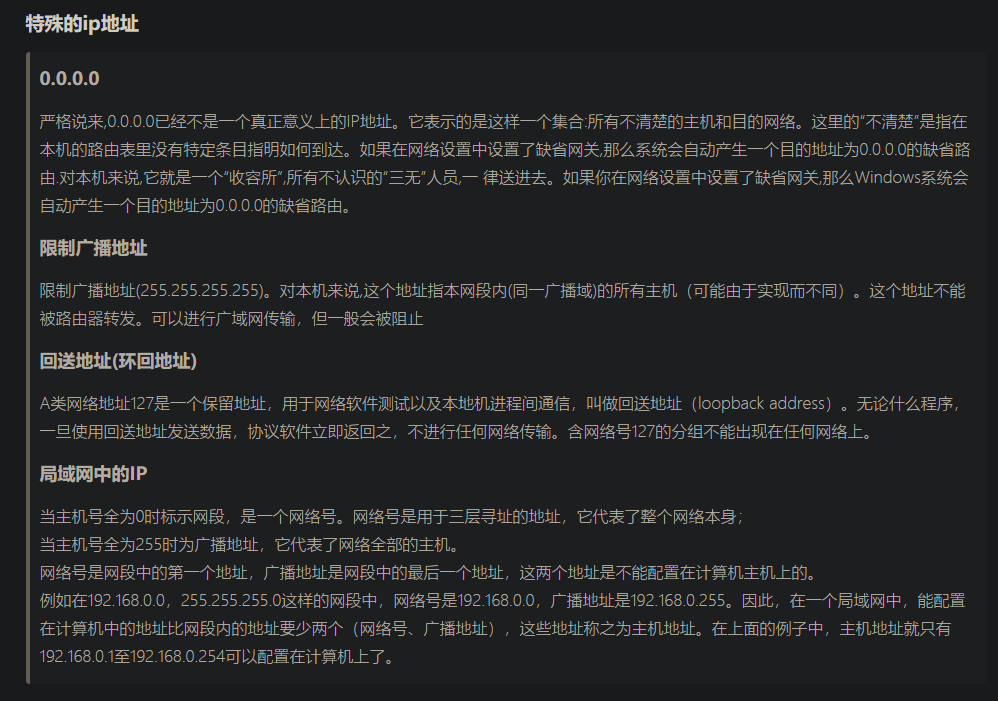 特殊的ip地址
0.0.0.0
严格说来,0.0.0.0已经不是一个真正意义上的IP地址。它表示的是这样一个集合:所有不清楚的主机和目的网络。这里的“不清楚”是指在
本机的路由表里没有特定条目指明如何到达。如果在网络设置中设置了缺省网关,那么系统会自动产生一个目的地址为0.0.0.0的缺省路
由.对本机来说,它就是一个“收容所”,所有不认识的“三无”人员,一 律送进去。如果你在网络设置中设置了缺省网关,那么Windows系统会
自动产生一个目的地址为0.0.0.0的缺省路由。
限制广播地址
限制广播地址(255.255.255.255)。对本机来说,这个地址指本网段内(同一广播域)的所有主机（可能由于实现而不同）。这个地址不能
被路由器转发。可以进行广域网传输，但一般会被阻止
回送地址(环回地址)
A类网络地址127是一个保留地址，用于网络软件测试以及本地机进程间通信，叫做回送地址（loopback address）。无论什么程序，
一旦使用回送地址发送数据，协议软件立即返回之，不进行任何网络传输。含网络号127的分组不能出现在任何网络上。
局域网中的IP
当主机号全为0时标示网段，是一个网络号。网络号是用于三层寻址的地址，它代表了整个网络本身；
当主机号全为255时为广播地址，它代表了网络全部的主机。
网络号是网段中的第一个地址，广播地址是网段中的最后一个地址，这两个地址是不能配置在计算机主机上的。
例如在192.168.0.0，255.255.255.0这样的网段中，网络号是192.168.0.0，广播地址是192.168.0.255。因此，在一个局域网中，能配置
在计算机中的地址比网段内的地址要少两个（网络号、广播地址），这些地址称之为主机地址。在上面的例子中，主机地址就只有
192.168.0.1至192.168.0.254可以配置在计算机上了。